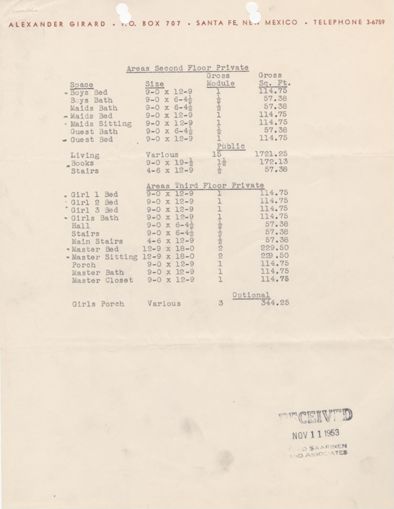 ALEXANDER GIRARD • P.O. BOX 707 • SANTA FE, NEW MEXICO • TELEPHONE 3-6759
Areas Second Floor Private
Gross Gross
Space Size Module Sq. Ft.
Boys Bed 9-0 x 12-9 1 114.75
Boys Bath 9-0 x 6-4½ ½ 57.38
Maids Bath 9-0 x 6-4½ ½ 57.38
Maids Bed 9-0 x 12-9 1 114.75
Maids Sitting 9-0 x 12-9 1 114.75
Guest Bath 9-0 x 6-4½ ½ 57.38
Guest Bed 9-0 x 12-9 1 114.75
Public
Living Various 15 1721.25
Books 9-0 x 19-½ 1½ 172.13
Stairs 4-6 x 12-9 ½ 57.38
Areas Third Floor Private
Girl 1 Bed 9-0 x 12-9 1 114.75
Girl 2 Bed 9-0 x 12-9 1 114.75
Girl 3 Bed 9-0 x 12-9 1 114.75
Girls Bath 9-0 x 12-9 1 114.75
Hall 9-0 x 6-4½ ½ 57.38
Stairs 9-0 x 6-4½ ½ 57.38
Main Stairs 4-6 x 12-9 ½ 57.38
Master Bed 12-9 x 18-0 2 229.50
Master Sitting 12-9 x 18-0 2 229.50
Porch 9-0 x 12-9 1 114.75
Master Bath 9-0 x 12-9 1 114.75
Master Closet 9-0 x 12-9 1 114.75
Optional
Girls Porch Various 3 344.25
RECEIVED
NOV 11 1953
SAARINEN
AND ASSOCIATES